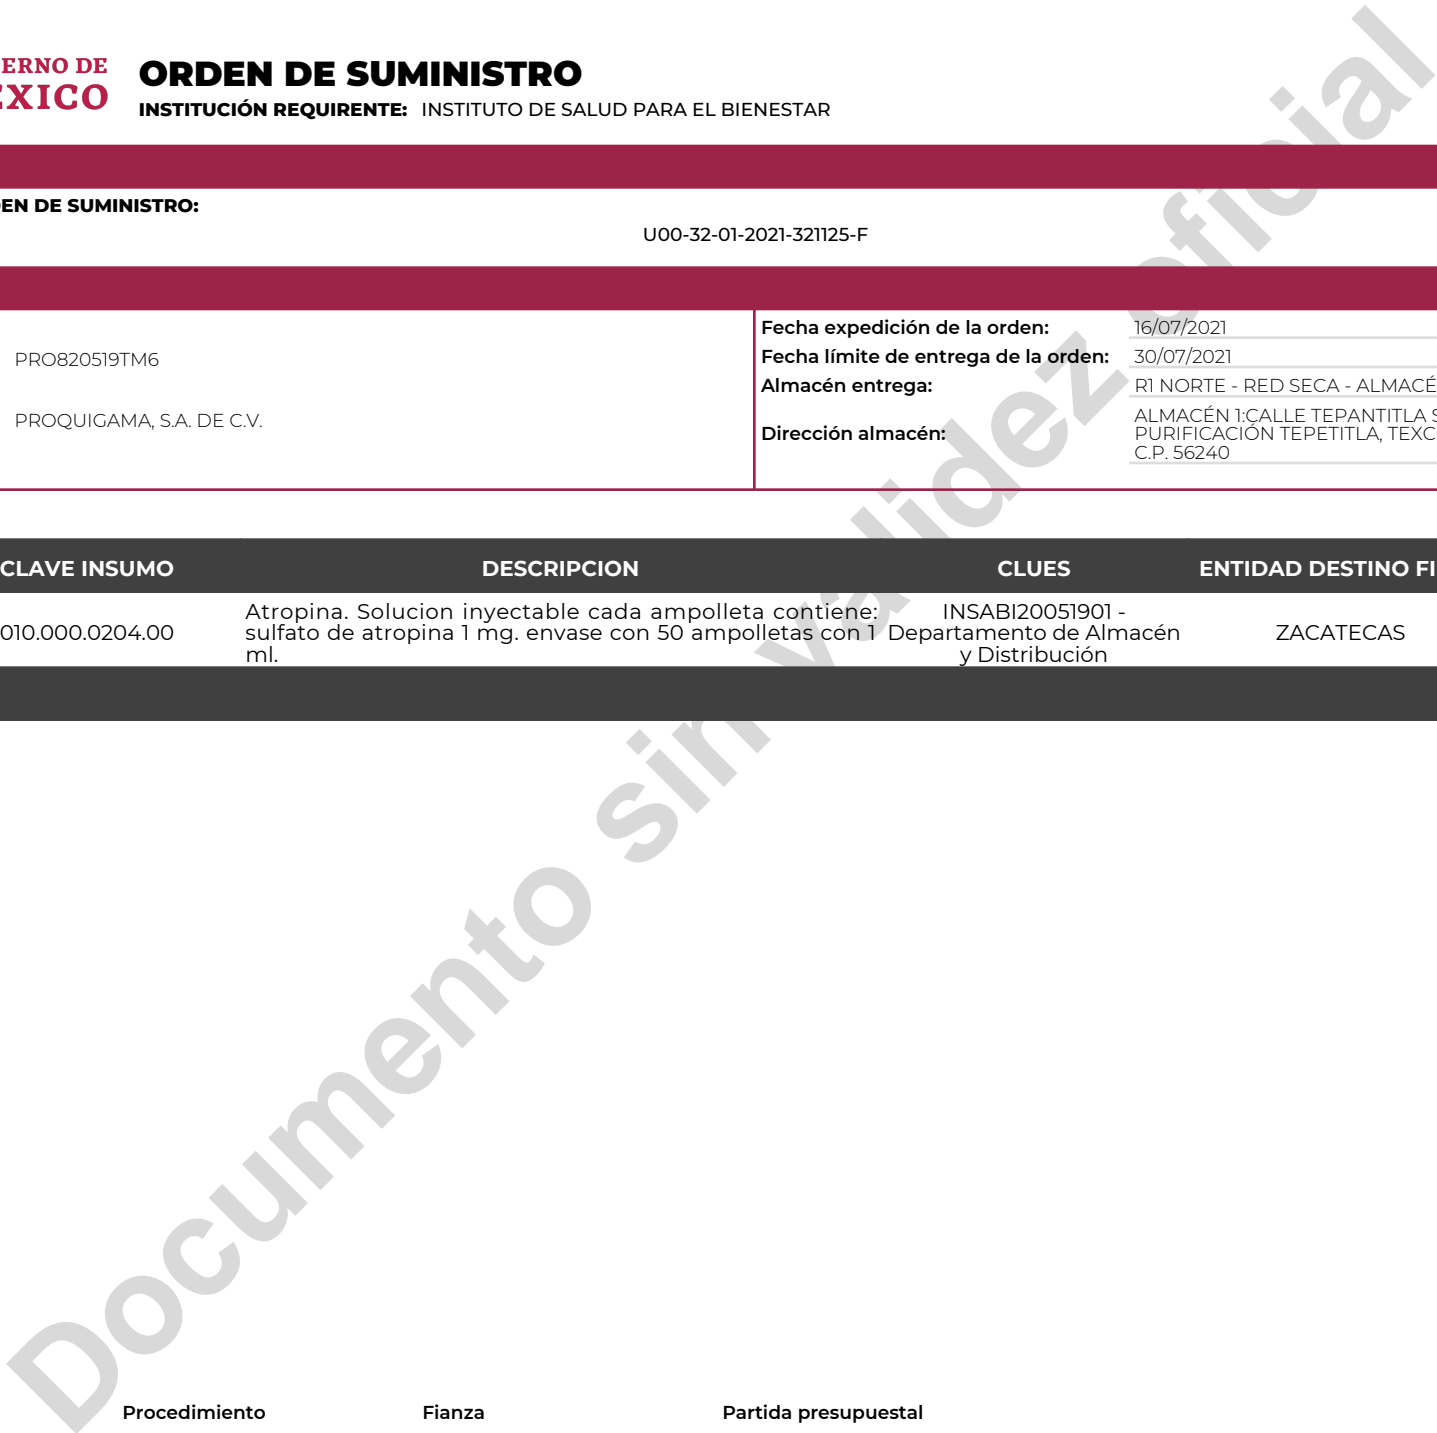 ERNO DE
EXICO
ORDEN DE SUMINISTRO
INSTITUCIÓN REQUIRENTE: INSTITUTO DE SALUD PARA EL BIENESTAR
EN DE SUMINISTRO:
U00-32-01-2021-321125-F
PRO820519TM6
PROQUIGAMA, S.A. DE C.V.
Fecha expedición de la orden: 16/07/2021
Fecha límite de entrega de la orden: 30/07/2021
Almacén entrega: R1 NORTE - RED SECA - ALMACÉ
Dirección almacén:
ALMACÉN 1:CALLE TEPANTITLA S
PURIFICACIÓN TEPETITLA, TEXC
C.P. 56240
CLAVE INSUMO DESCRIPCION CLUES ENTIDAD DESTINO FI
010.000.0204.00
Atropina. Solucion inyectable cada ampolleta contiene:
sulfato de atropina 1 mg. envase con 50 ampolletas con 1
ml.
INSABI20051901 -
Departamento de Almacén
y Distribución
ZACATECAS
Documento sin validez oficial
Procedimiento Fianza Partida presupuestal